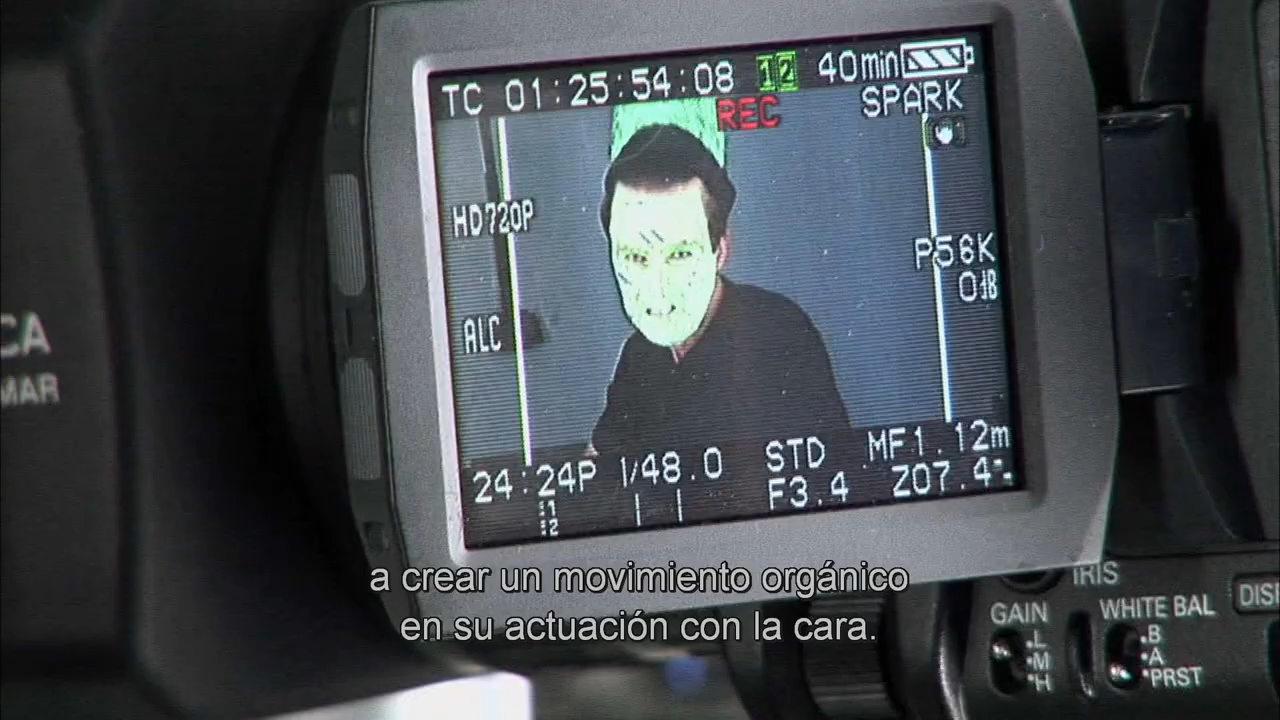 TC 01:25:54:08 12 40min
REC SPARK
HD720P
P56K
0dB
ALC
24:24P 1/48.0 STD MF1.12m
F3.4 Z07.4
1
2
CA
MAR
a crear un movimiento orgánico
en su actuación con la cara.
IRIS
GAIN WHITE BAL
L B
M A
H PRST